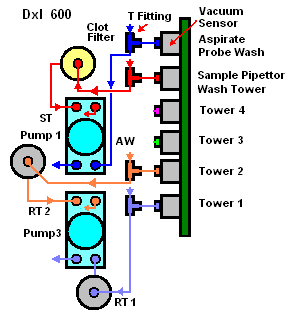 DxI 600
T Fitting
Vacuum
Sensor
Clot
Filter
Aspirate
Probe Wash
Sample Pipettor
Wash Tower
ST
Tower 4
Pump 1
AW
Tower 3
Tower 2
RT 2
Tower 1
Pump3
RT 1